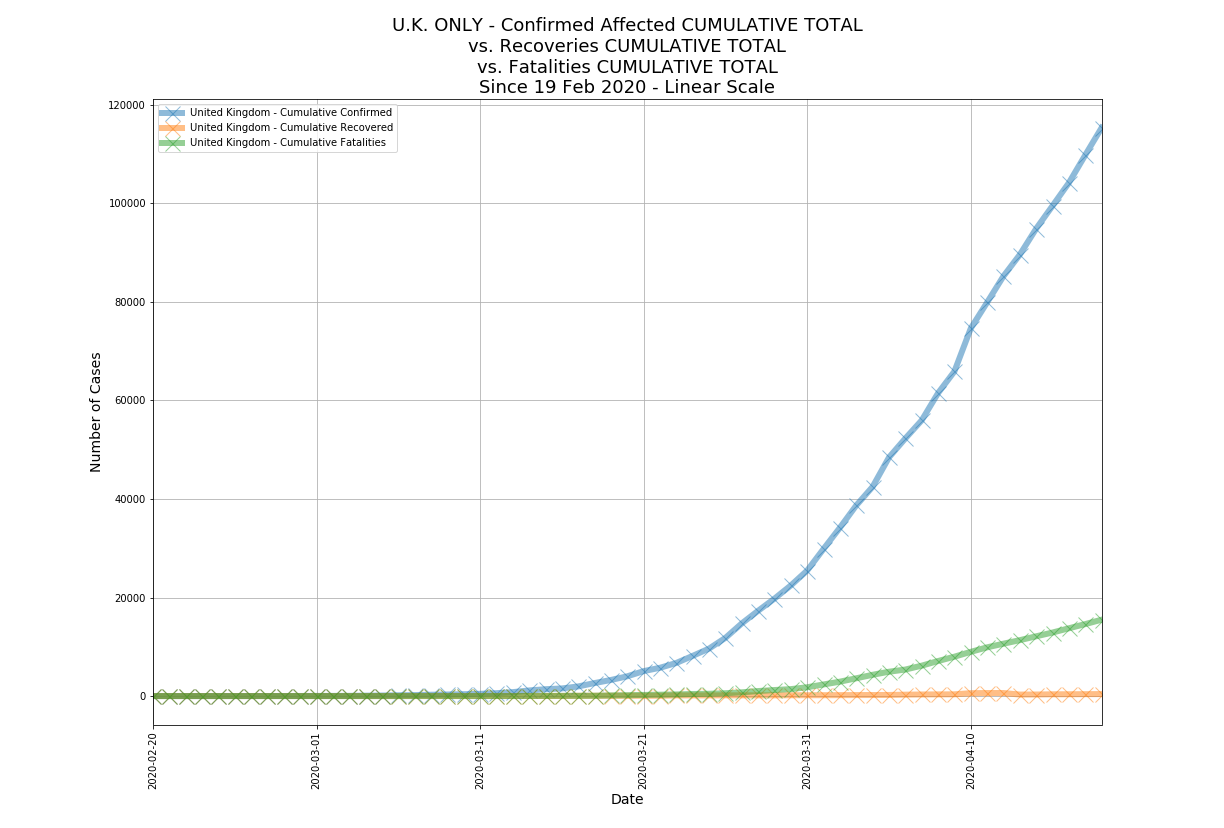 U.K. ONLY - Confirmed Affected CUMULATIVE TOTAL
vs. Recoveries CUMULATIVE TOTAL
vs. Fatalities CUMULATIVE TOTAL
Since 19 Feb 2020 - Linear Scale
United Kingdom - Cumulative Confirmed
United Kingdom - Cumulative Recovered
United Kingdom - Cumulative Fatalities
Number of Cases
120000
100000
80000
60000
40000
20000
0
2020-02-20
2020-03-01
2020-03-11
2020-03-21
2020-03-31
2020-04-10
Date